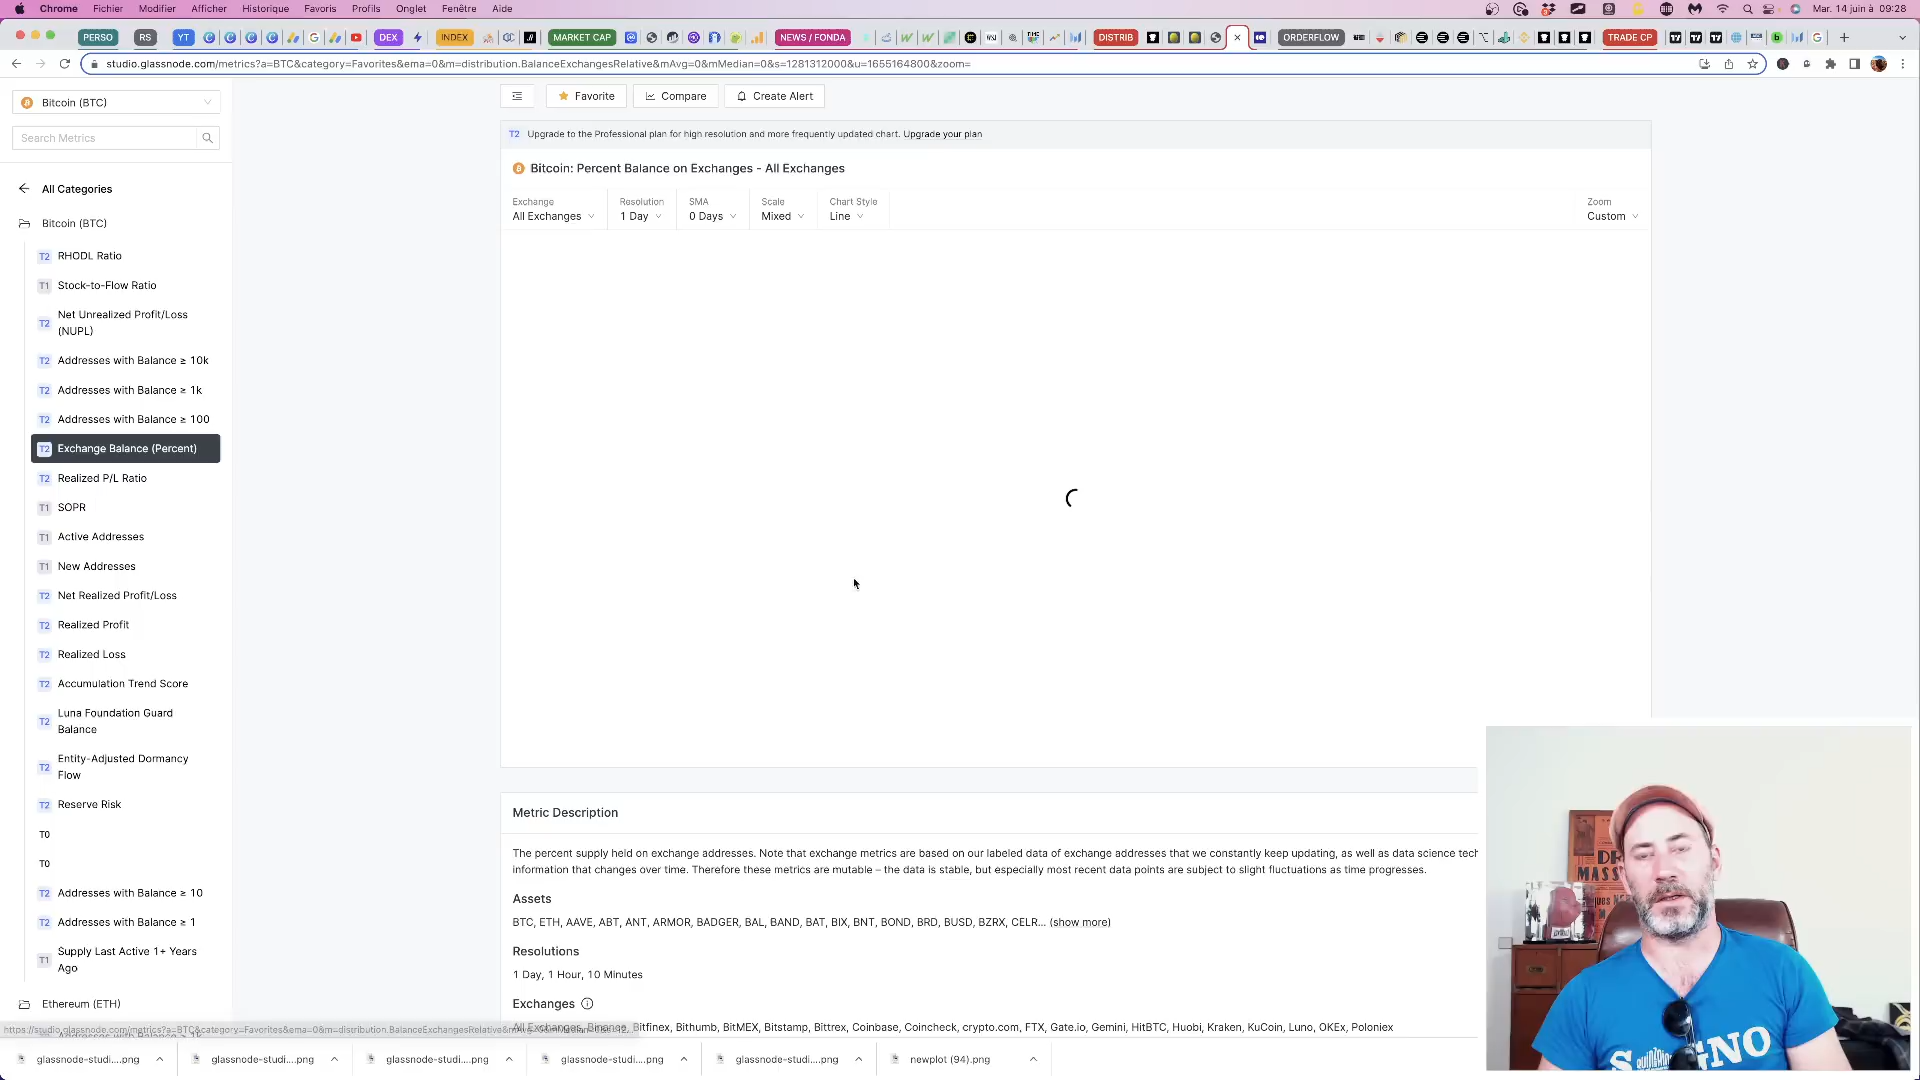 Chrome Fichier Modifier Afficher Historique Favoris Profils Onglet Fenêtre Aide Mar. 14 juin à 09:28
PERSO RS YT DEX INDEX MARKET CAP NEWS / FONDA DISTRIB ORDERFLOW TRADE CP
studio.glassnode.com/metrics?a=BTC&category=Favorites&ema=0&m=distribution.BalanceExchangesRelative&mAvg=0&mMedian=0&s=1281312000&u=1655164800&zoom=
Bitcoin (BTC)
Search Metrics
All Categories
Bitcoin (BTC)
T2 RHODL Ratio
T1 Stock-to-Flow Ratio
T2 Net Unrealized Profit/Loss
(NUPL)
T2 Addresses with Balance ≥ 10k
T2 Addresses with Balance ≥ 1k
T2 Addresses with Balance ≥ 100
T2 Exchange Balance (Percent)
T2 Realized P/L Ratio
T1 SOPR
T1 Active Addresses
T1 New Addresses
T2 Net Realized Profit/Loss
T2 Realized Profit
T2 Realized Loss
T2 Accumulation Trend Score
T2 Luna Foundation Guard
Balance
T2 Entity-Adjusted Dormancy
Flow
T2 Reserve Risk
T0
T0
T2 Addresses with Balance ≥ 10
T2 Addresses with Balance ≥ 1
T1 Supply Last Active 1+ Years
Ago
Ethereum (ETH)
Favorite Compare Create Alert
T2 Upgrade to the Professional plan for high resolution and more frequently updated chart. Upgrade your plan
Bitcoin: Percent Balance on Exchanges - All Exchanges
Exchange Resolution SMA Scale Chart Style Zoom
All Exchanges 1 Day 0 Days Mixed Line Custom
Metric Description
The percent supply held on exchange addresses. Note that exchange metrics are based on our labeled data of exchange addresses that we constantly keep updating, as well as data science tech
information that changes over time. Therefore these metrics are mutable – the data is stable, but especially most recent data points are subject to slight fluctuations as time progresses.
Assets
BTC, ETH, AAVE, ABT, ANT, ARMOR, BADGER, BAL, BAND, BAT, BIX, BNT, BOND, BRD, BUSD, BZRX, CELR... (show more)
Resolutions
1 Day, 1 Hour, 10 Minutes
Exchanges
All Exchanges, Binance, Bitfinex, Bithumb, BitMEX, Bitstamp, Bittrex, Coinbase, Coincheck, crypto.com, FTX, Gate.io, Gemini, HitBTC, Huobi, Kraken, KuCoin, Luno, OKEx, Poloniex
glassnode-studi....png glassnode-studi....png glassnode-studi....png glassnode-studi....png glassnode-studi....png newplot (94).png